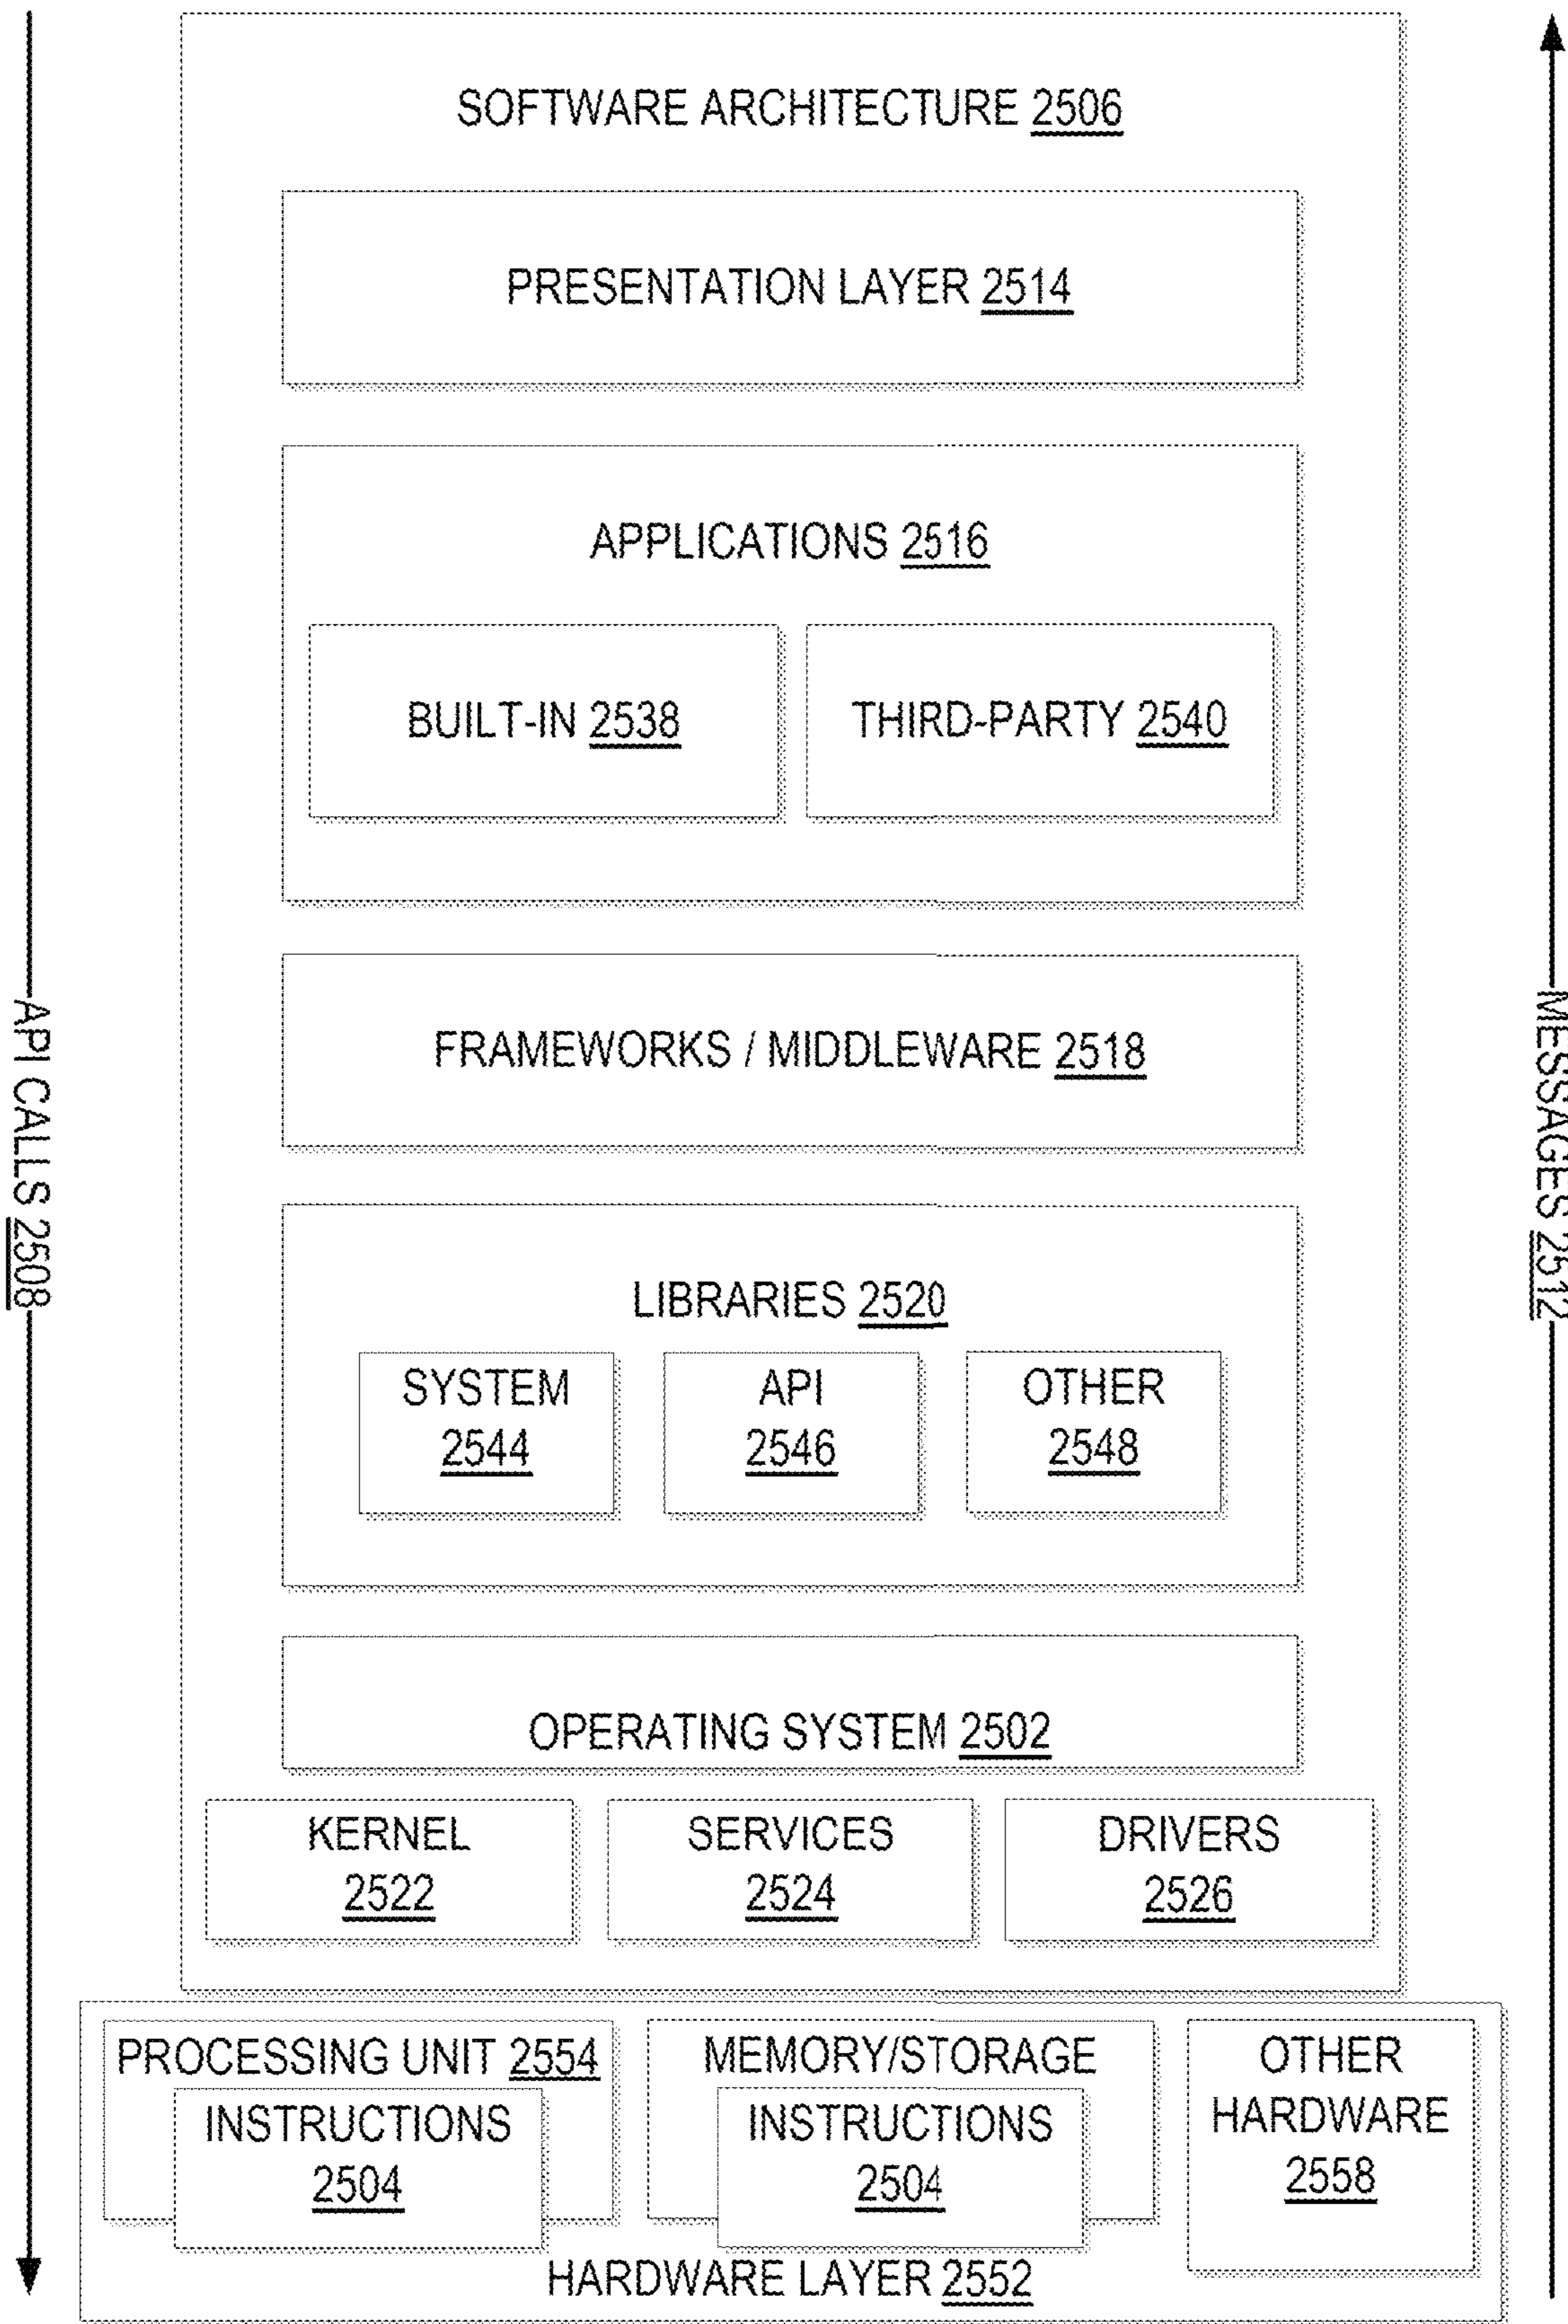 SOFTWARE ARCHITECTURE 2506
PRESENTATION LAYER 2514
APPLICATIONS 2516
BUILT-IN 2538
THIRD-PARTY 2540
FRAMEWORKS / MIDDLEWARE 2518
LIBRARIES 2520
SYSTEM
2544
API
2546
OTHER
2548
OPERATING SYSTEM 2502
KERNEL
2522
SERVICES
2524
DRIVERS
2526
PROCESSING UNIT 2554
INSTRUCTIONS
2504
MEMORY/STORAGE
INSTRUCTIONS
2504
OTHER
HARDWARE
2558
HARDWARE LAYER 2552
API CALLS 2508
MESSAGES 2512